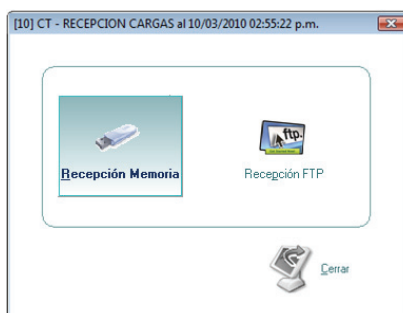 [10] CT - RECEPCION CARGAS al 10/03/2010 02:55:22 p.m.
ftp.
Recepción Memoria
Recepción FTP
Cerrar